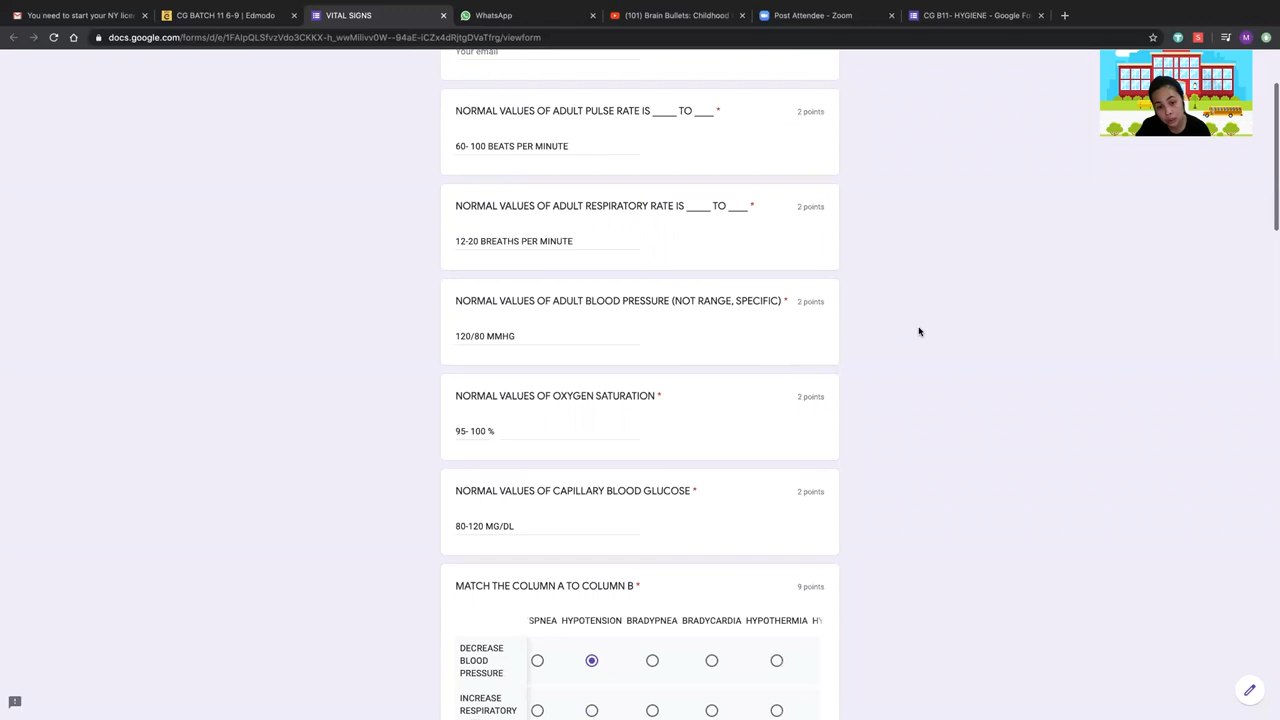 You need to start your NY lice
CG BATCH 11 6-9 | Edmodo
VITAL SIGNS
WhatsApp
(101) Brain Bullets: Childhood
Post Attendee - Zoom
CG B11- HYGIENE - Google Fo
docs.google.com/forms/d/e/1FAIpQLSfvzVdo3CKKX-h_wwMiIivv0W--94aE-iCZx4dRjtgDVaTfrg/viewform
Your email
NORMAL VALUES OF ADULT PULSE RATE IS _____ TO ____ *
2 points
60- 100 BEATS PER MINUTE
NORMAL VALUES OF ADULT RESPIRATORY RATE IS _____ TO ____ *
2 points
12-20 BREATHS PER MINUTE
NORMAL VALUES OF ADULT BLOOD PRESSURE (NOT RANGE, SPECIFIC) *
2 points
120/80 MMHG
NORMAL VALUES OF OXYGEN SATURATION *
2 points
95- 100 %
NORMAL VALUES OF CAPILLARY BLOOD GLUCOSE *
2 points
80-120 MG/DL
MATCH THE COLUMN A TO COLUMN B *
9 points
SPNEA HYPOTENSION BRADYPNEA BRADYCARDIA HYPOTHERMIA HY
DECREASE
BLOOD
PRESSURE
INCREASE
RESPIRATORY